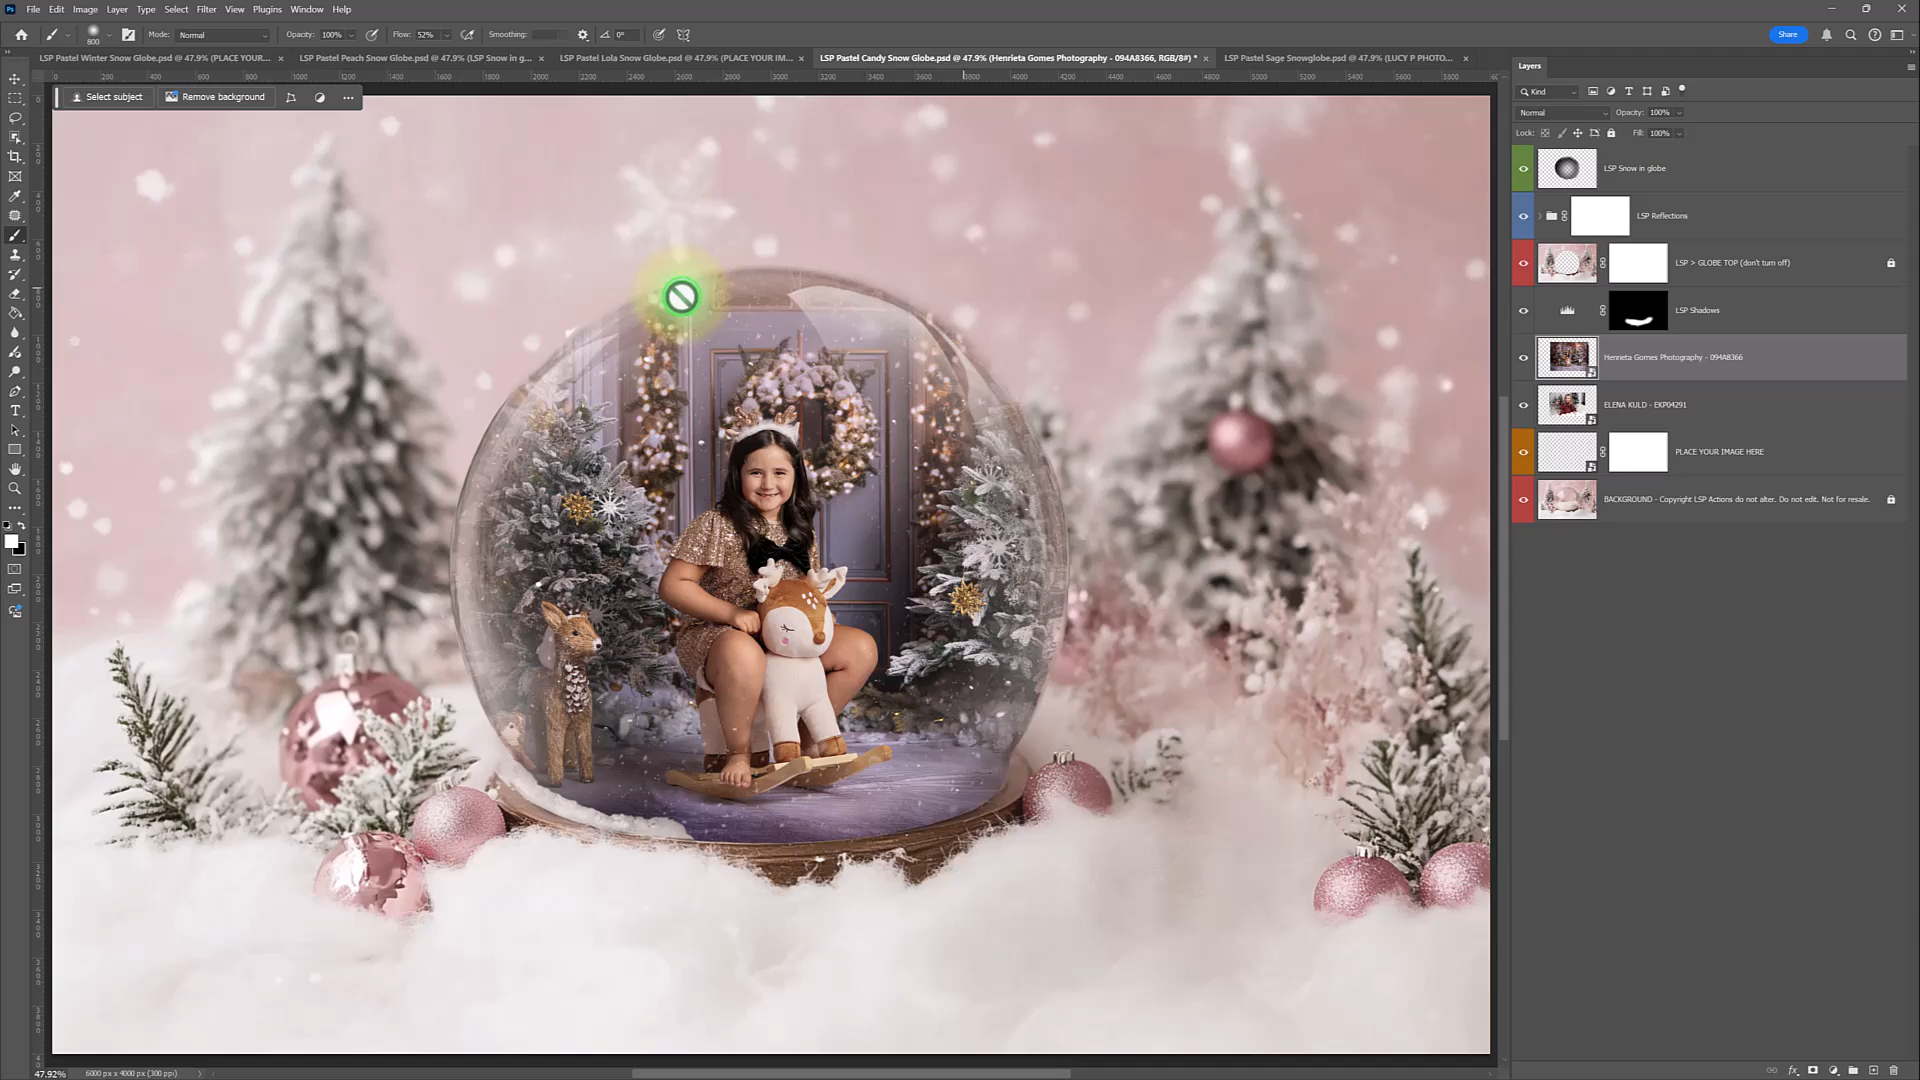 File Edit Image Layer Type Select Filter View Plugins Window Help
800 Mode: Normal Opacity: 100% Flow: 52% Smoothing: 0° Share
LSP Pastel Winter Snow Globe.psd @ 47.9% (PLACE YOUR... × LSP Pastel Peach Snow Globe.psd @ 47.9% (LSP Snow in g... × LSP Pastel Lola Snow Globe.psd @ 47.9% (PLACE YOUR IM... × LSP Pastel Candy Snow Globe.psd @ 47.9% (Henrieta Gomes Photography - 094A8366, RGB/8#) * × LSP Pastel Sage Snowglobe.psd @ 47.9% (LUCY P PHOTO... ×
Select subject Remove background
Layers
Kind
Normal Opacity: 100%
Lock: Fill: 100%
LSP Snow in globe
LSP Reflections
LSP > GLOBE TOP (don't turn off)
LSP Shadows
Henrieta Gomes Photography - 094A8366
ELENA KULD - EKP04291
PLACE YOUR IMAGE HERE
BACKGROUND - Copyright LSP Actions do not alter. Do not edit. Not for resale.
47.92% 6000 px x 4000 px (300 ppi)